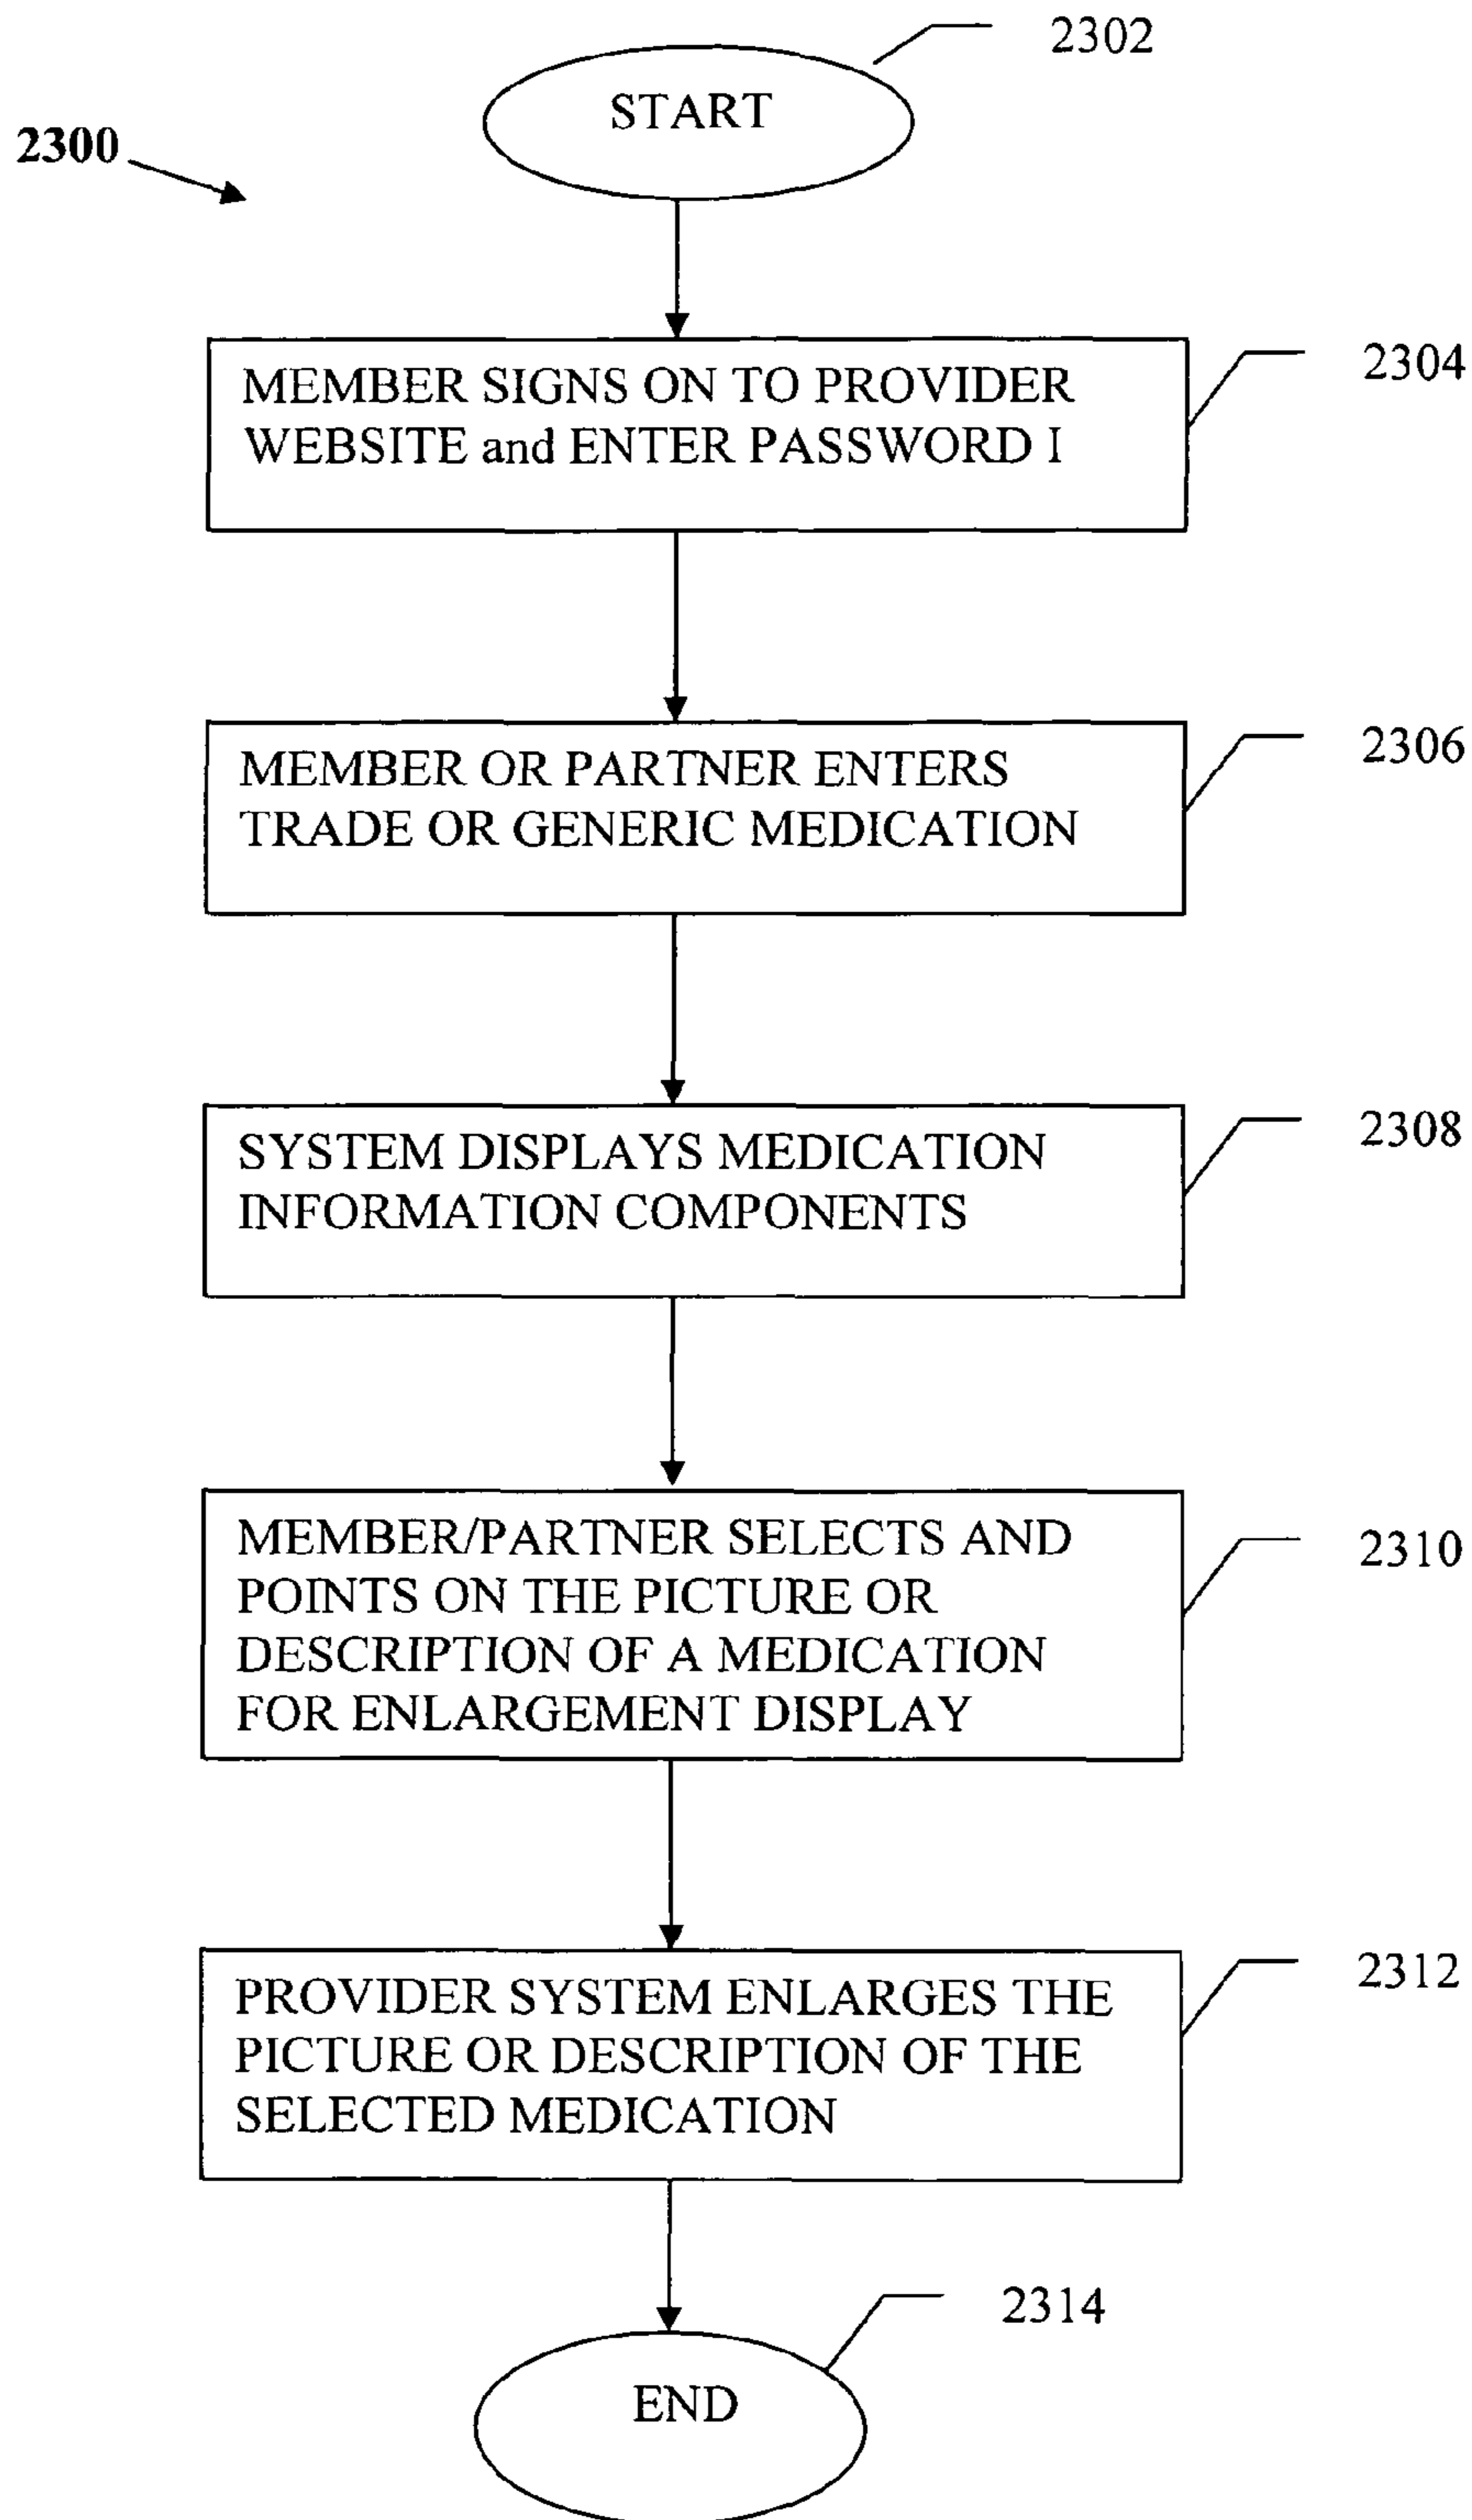 2302
START
2300
2304
MEMBER SIGNS ON TO PROVIDER
WEBSITE and ENTER PASSWORD I
2306
MEMBER OR PARTNER ENTERS
TRADE OR GENERIC MEDICATION
2308
SYSTEM DISPLAYS MEDICATION
INFORMATION COMPONENTS
2310
MEMBER/PARTNER SELECTS AND
POINTS ON THE PICTURE OR
DESCRIPTION OF A MEDICATION
FOR ENLARGEMENT DISPLAY
2312
PROVIDER SYSTEM ENLARGES THE
PICTURE OR DESCRIPTION OF THE
SELECTED MEDICATION
2314
END